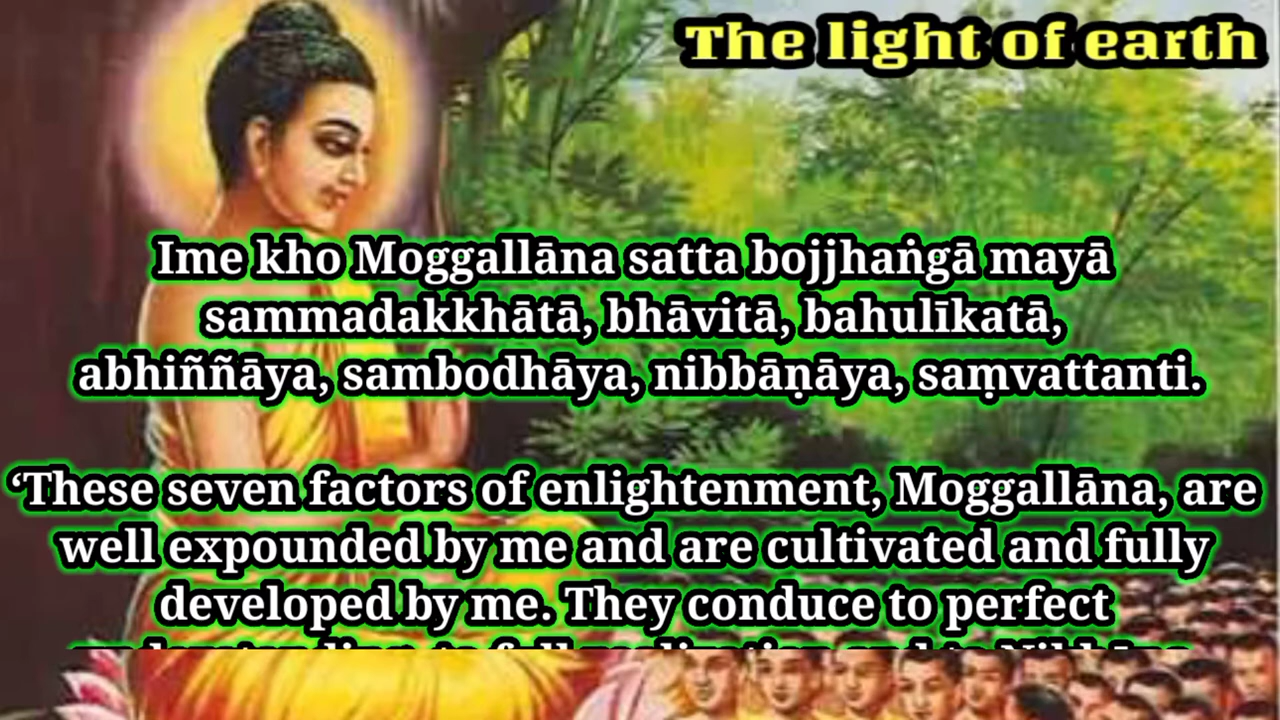 The light of earth
Ime kho Moggallāna satta bojjhaṅgā mayā
sammadakkhātā, bhāvitā, bahulīkatā,
abhiññāya, sambodhāya, nibbāṇāya, saṃvattanti.
‘These seven factors of enlightenment, Moggallāna, are
well expounded by me and are cultivated and fully
developed by me. They conduce to perfect